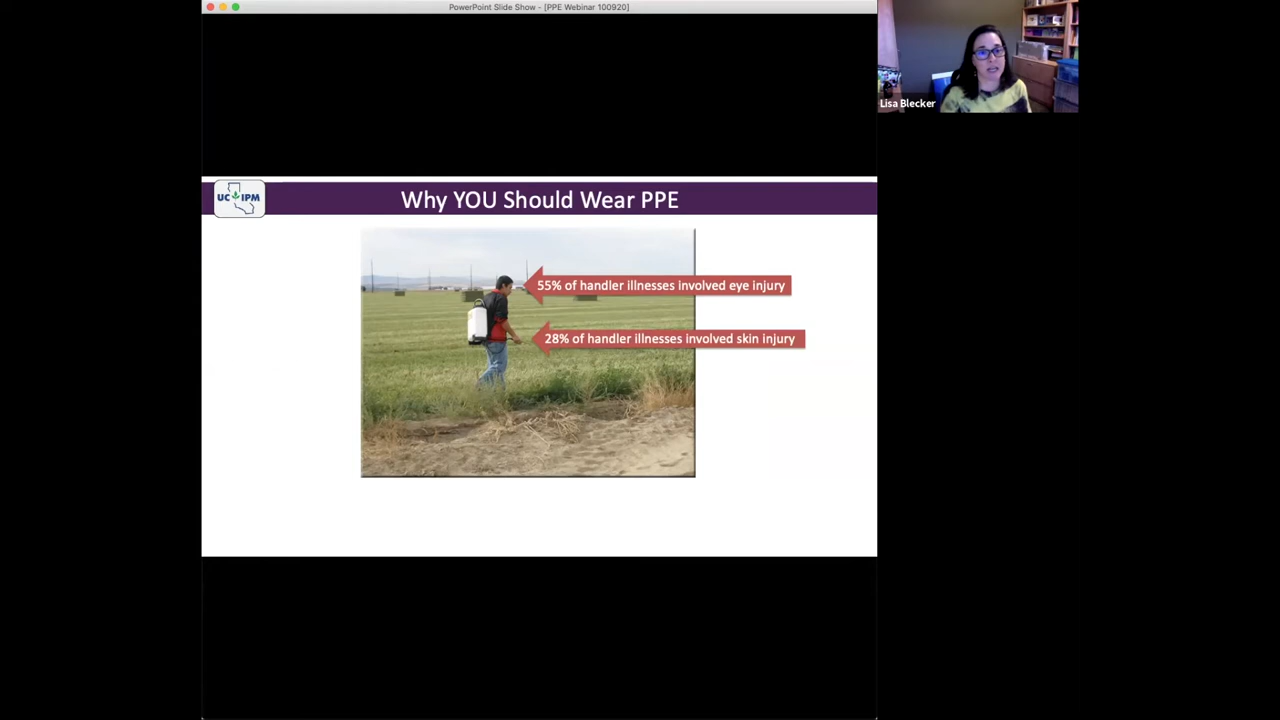 PowerPoint Slide Show - [PPE Webinar 100920]
Lisa Blecker
UC IPM
Why YOU Should Wear PPE
55% of handler illnesses involved eye injury
28% of handler illnesses involved skin injury